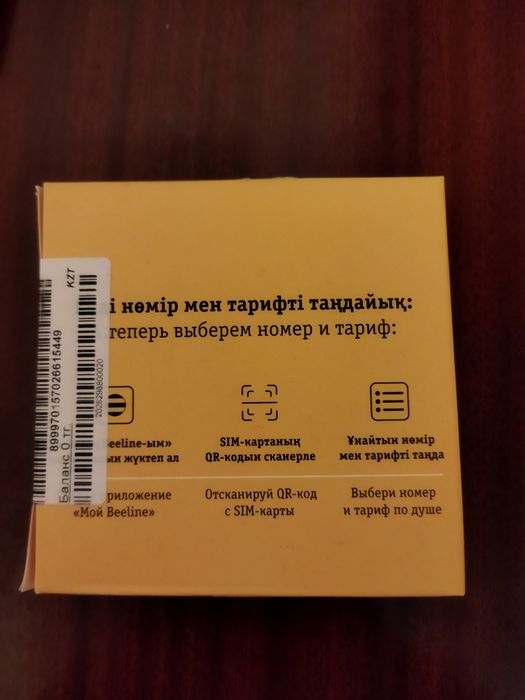 і нөмір мен тарифті таңдайық:
теперь выберем номер и тариф:
KZT
899970157026615449
Баланс 0 тг.
2026298800020
eeline-ым»
ын жүктеп ал
SIM-картаның
QR-кодын сканерле
Ұнайтын нөмір
мен тарифті таңда
риложение
«Мой Beeline»
Отсканируй QR-код
с SIM-карты
Выбери номер
и тариф по душе